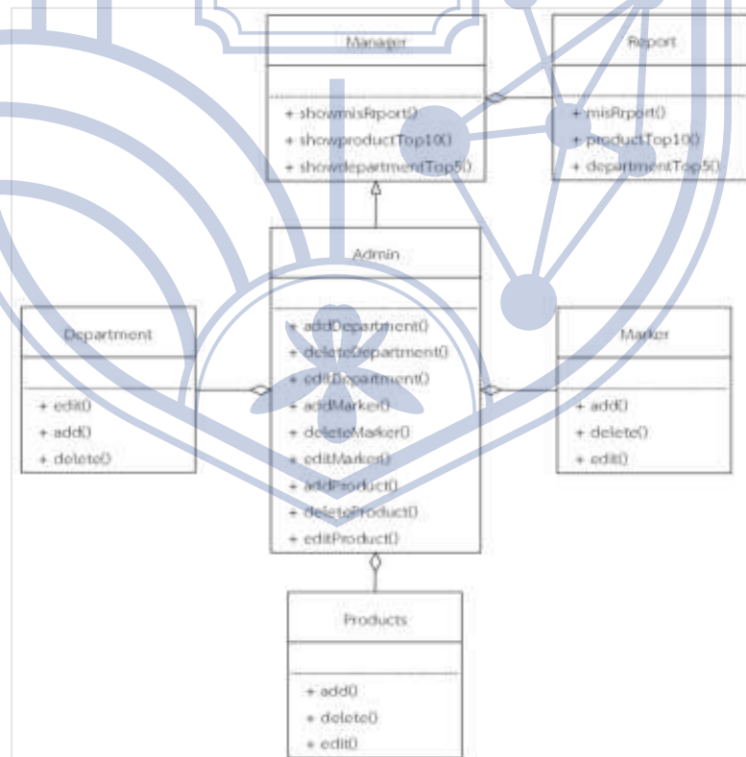 Manager
+ showmisRrport()
+ showproductTop10()
+ showdepartmentTop5()
Report
+ misRrport()
+ productTop10()
+ departmentTop5()
Admin
+ addDepartment()
+ deleteDepartment()
+ editDepartment()
+ addMarker()
+ deleteMarker()
+ editMarker()
+ addProduct()
+ deleteProduct()
+ editProduct()
Department
+ edit()
+ add()
+ delete()
Marker
+ add()
+ delete()
+ edit()
Products
+ add()
+ delete()
+ edit()